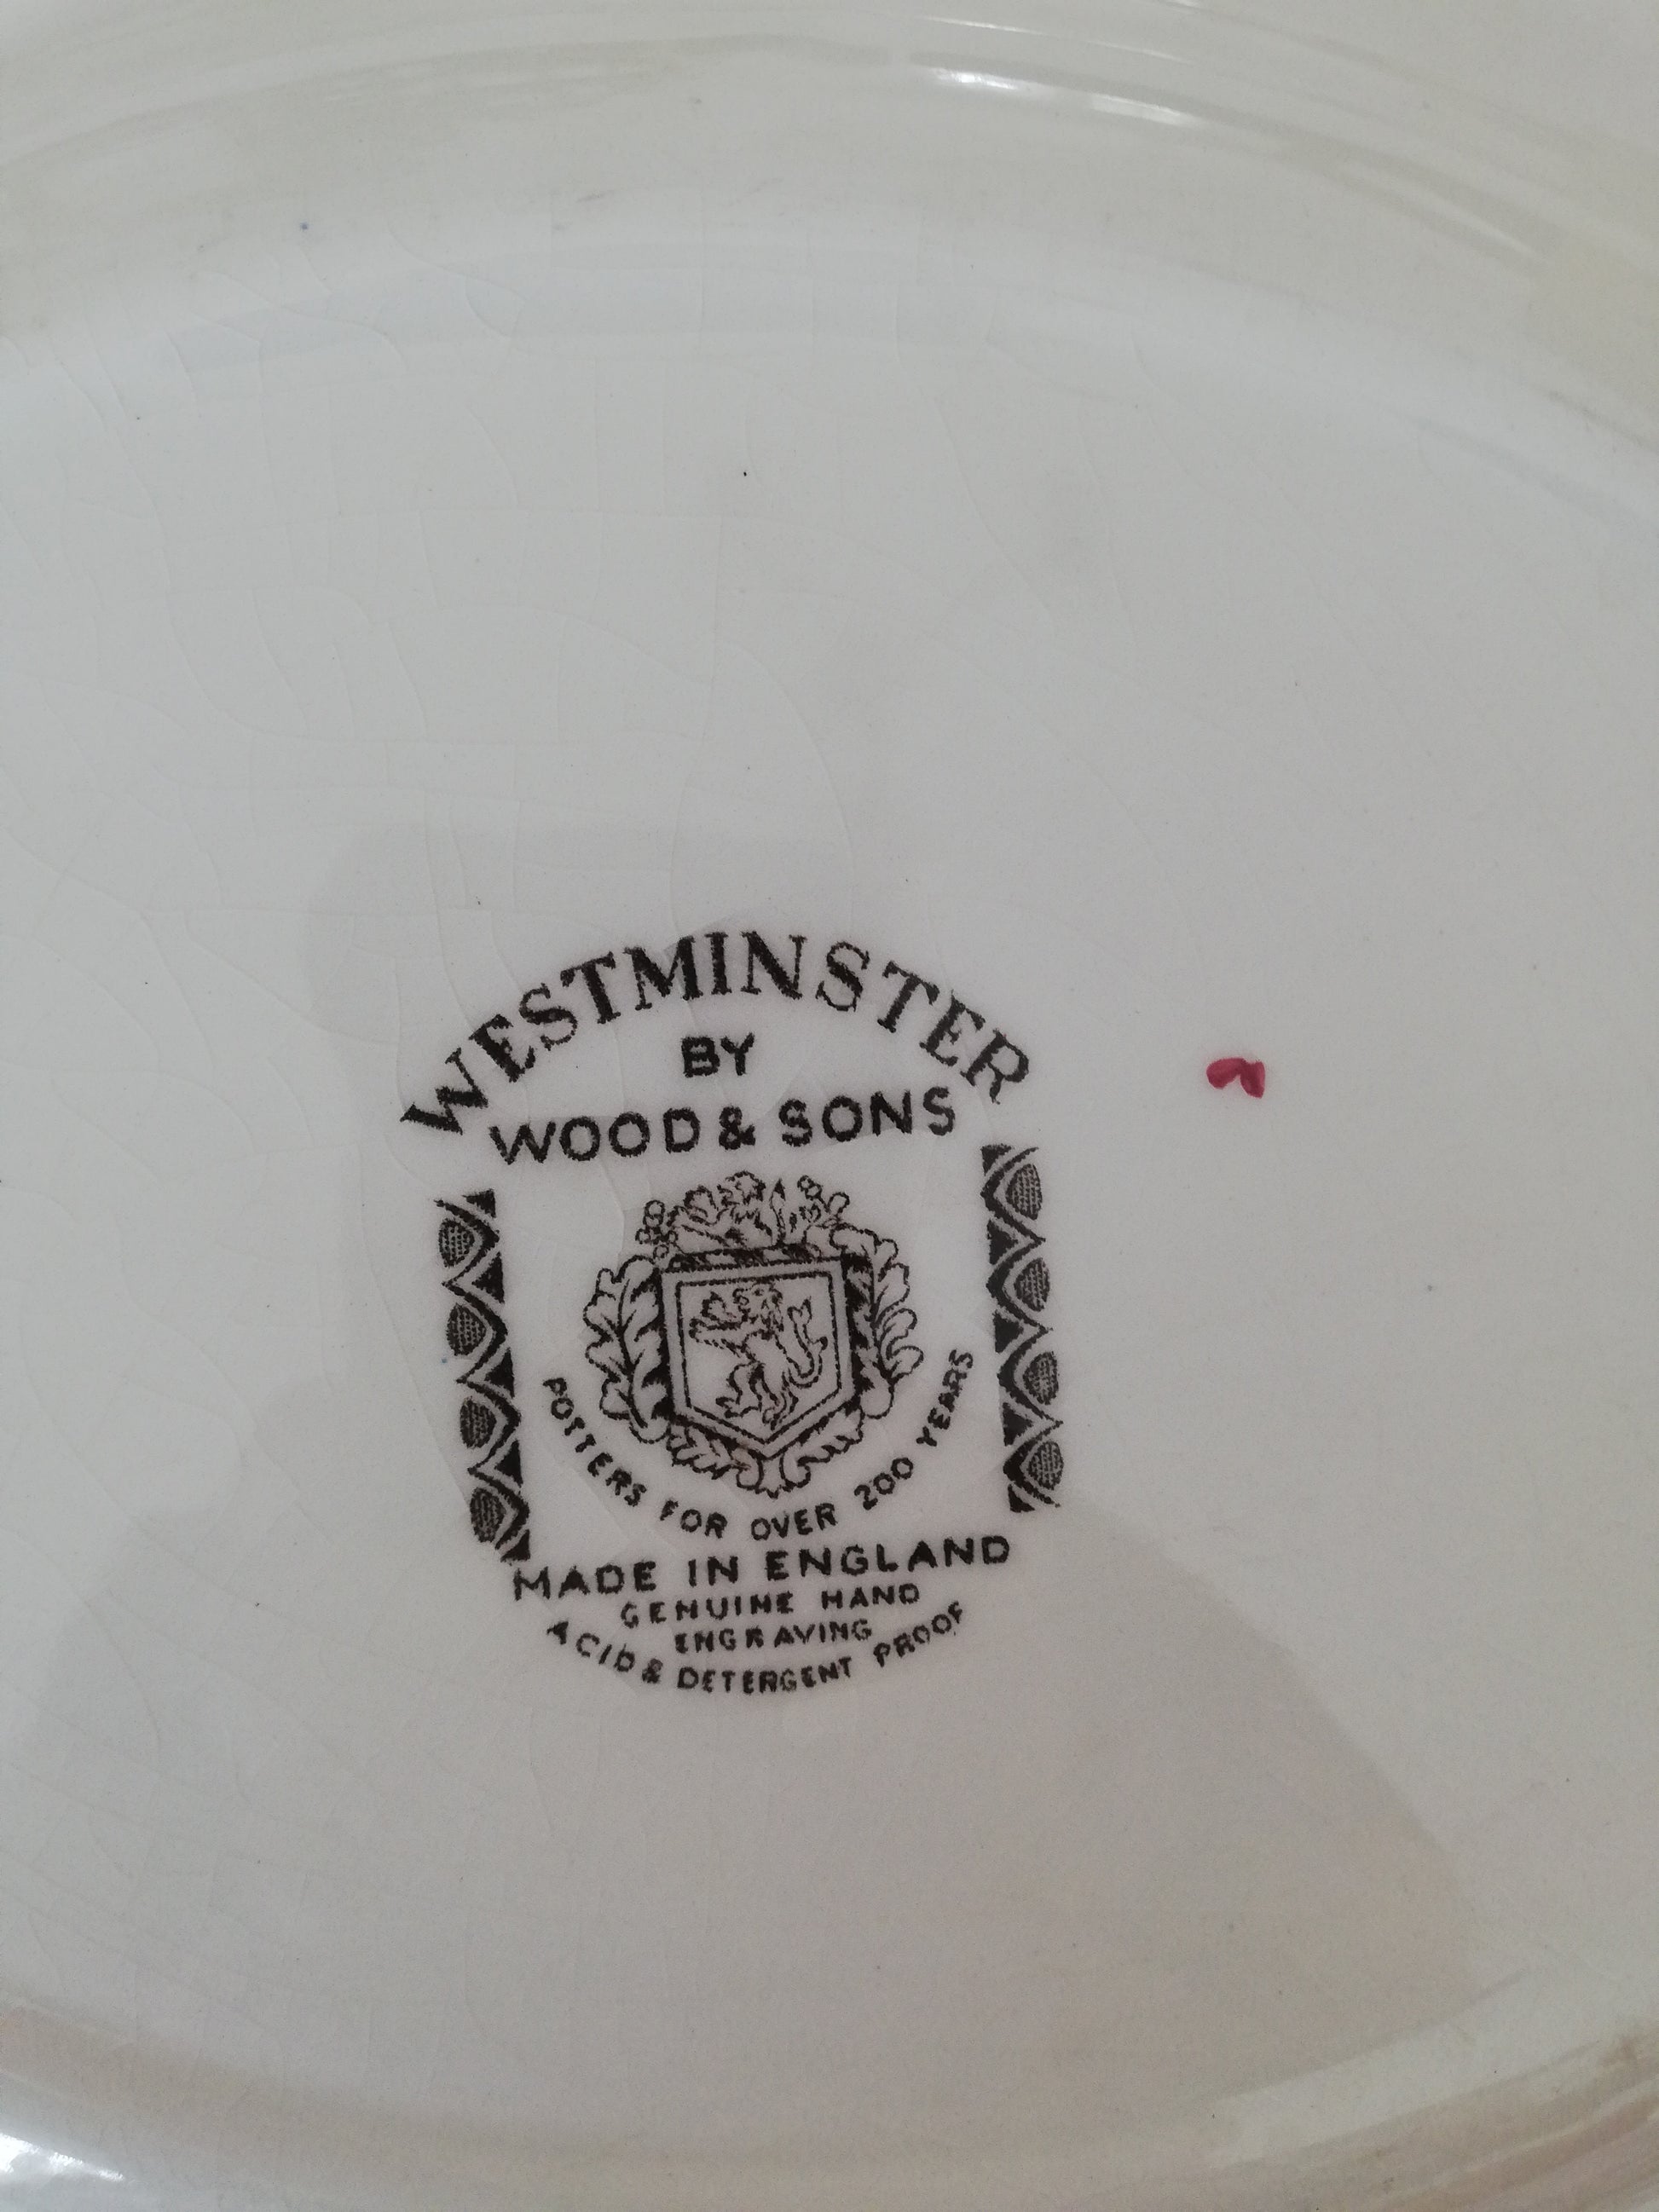 WESTMINSTER
BY
WOOD & SONS
POTTERS FOR OVER 200 YEARS
MADE IN ENGLAND
GENUINE HAND
ENGRAVING
ACID & DETERGENT PROOF